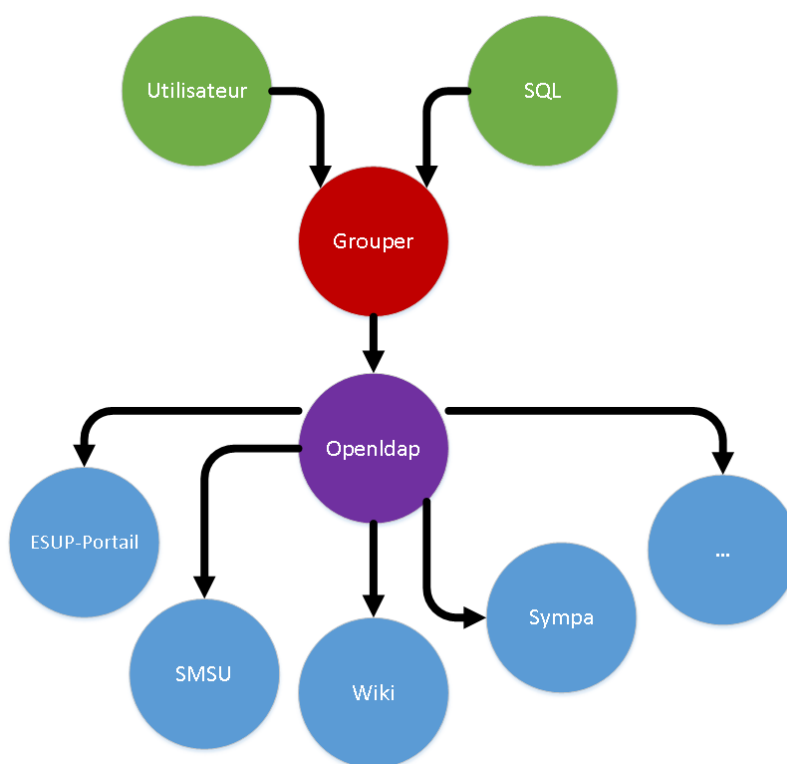 Utilisateur
SQL
Grouper
Openldap
ESUP-Portail
...
Sympa
SMSU
Wiki